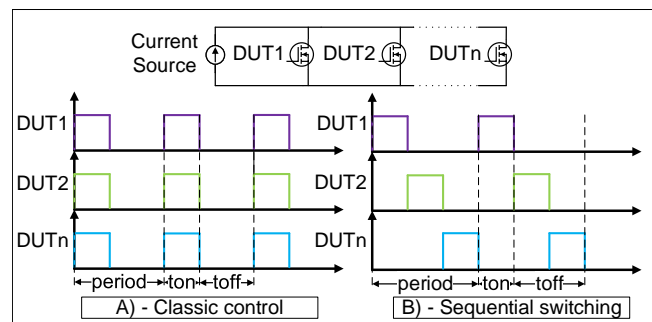 Current
Source
DUT1
DUT2
DUTn
DUT1
DUT2
DUTn
period
ton
toff
A) - Classic control
DUT1
DUT2
DUTn
period
ton
toff
B) - Sequential switching